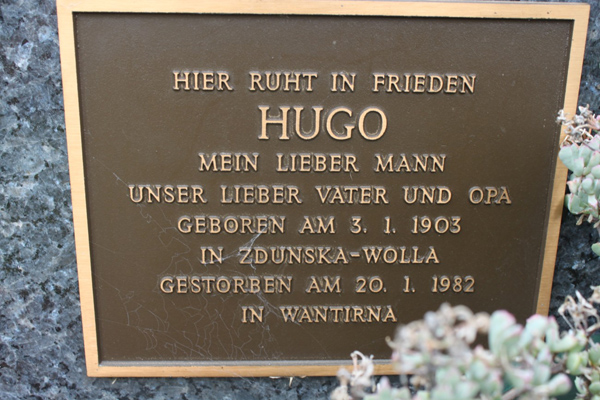 HIER RUHT IN FRIEDEN
HUGO
MEIN LIEBER MANN
UNSER LIEBER VATER UND OPA
GEBOREN AM 3. 1. 1903
IN ZDUNSKA-WOLLA
GESTORBEN AM 20. 1. 1982
IN WANTIRNA